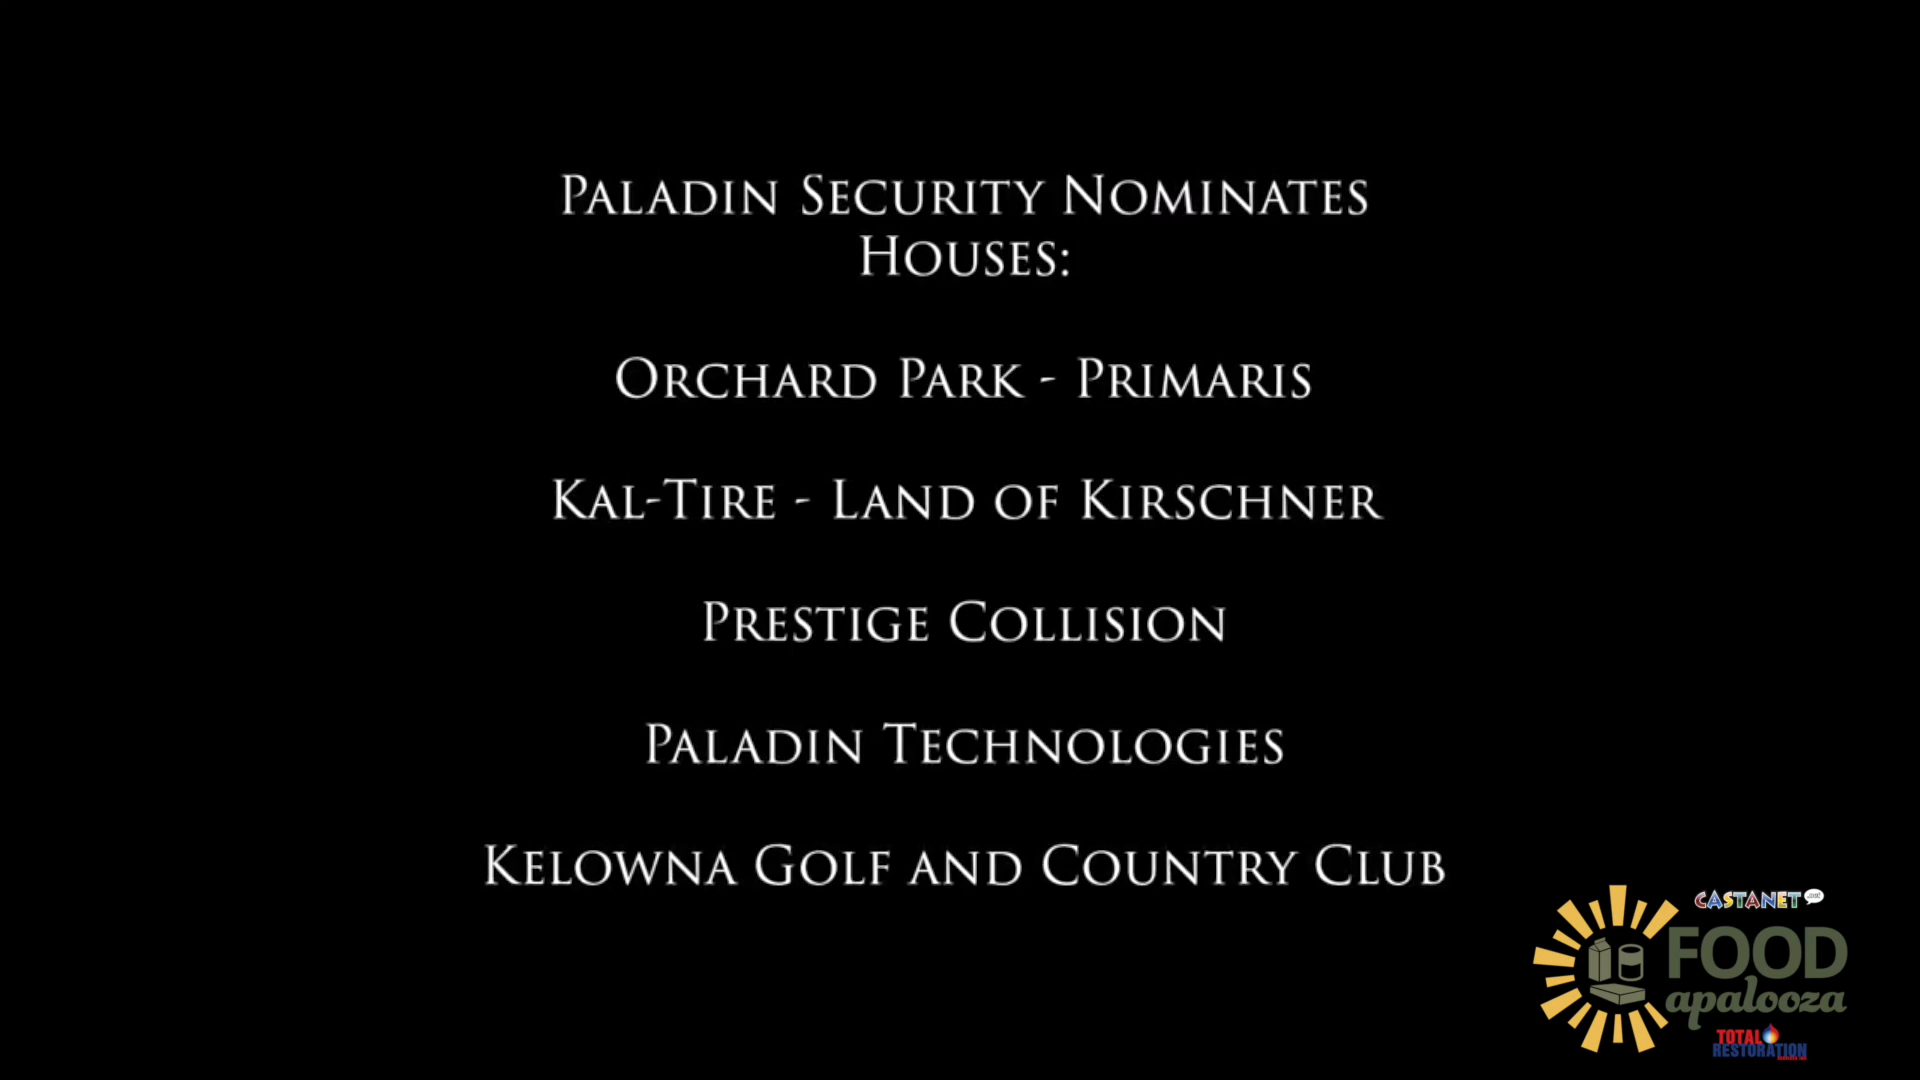 Paladin Security Nominates
Houses:
Orchard Park - Primaris
Kal-Tire - Land of Kirschner
Prestige Collision
Paladin Technologies
Kelowna Golf and Country Club
CASTANET
FOOD
apalooza
TOTAL
RESTORATION